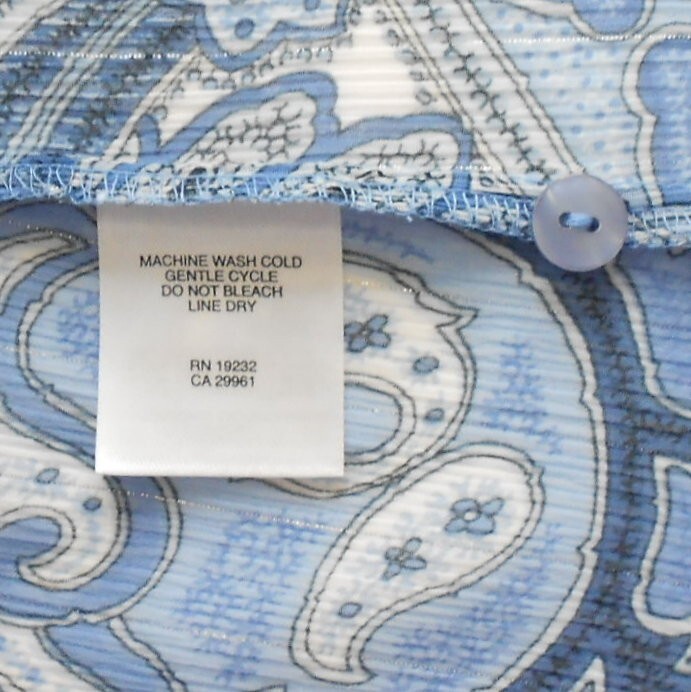 MACHINE WASH COLD
GENTLE CYCLE
DO NOT BLEACH
LINE DRY
RN 19232
CA 29961